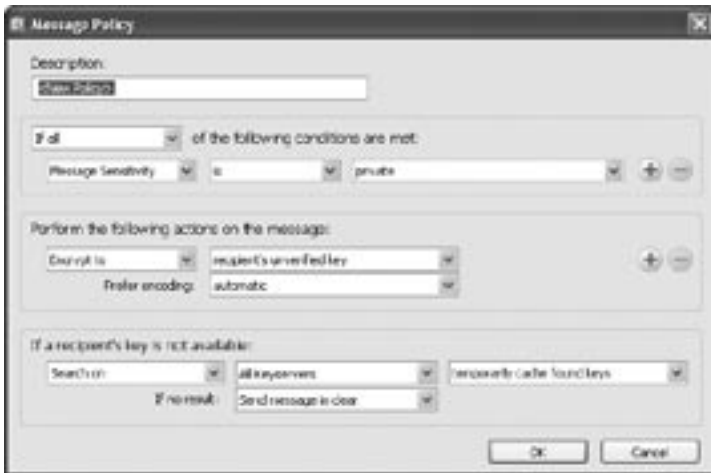 Message Policy
Description:
<New Policy>
If all of the following conditions are met:
Message Sensitivity is private
Perform the following actions on the message:
Encrypt to recipient's unverified key
Prefer encoding: automatic
If a recipient's key is not available:
Search on All keyservers temporarily cache found keys
If no result: Send message in clear
OK Cancel